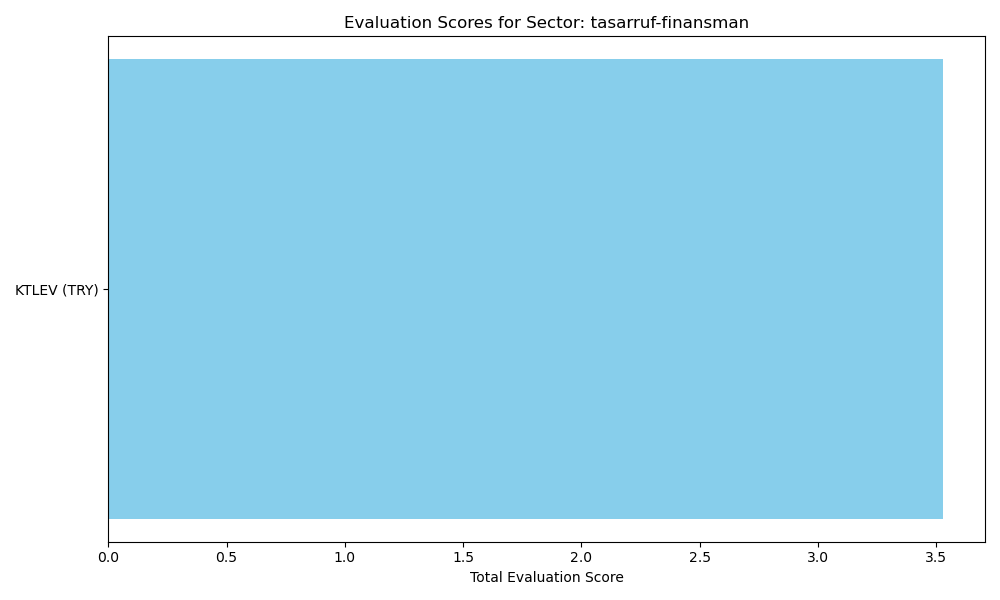 Evaluation Scores for Sector: tasarruf-finansman
KTLEV (TRY)
0.0 0.5 1.0 1.5 2.0 2.5 3.0 3.5
Total Evaluation Score